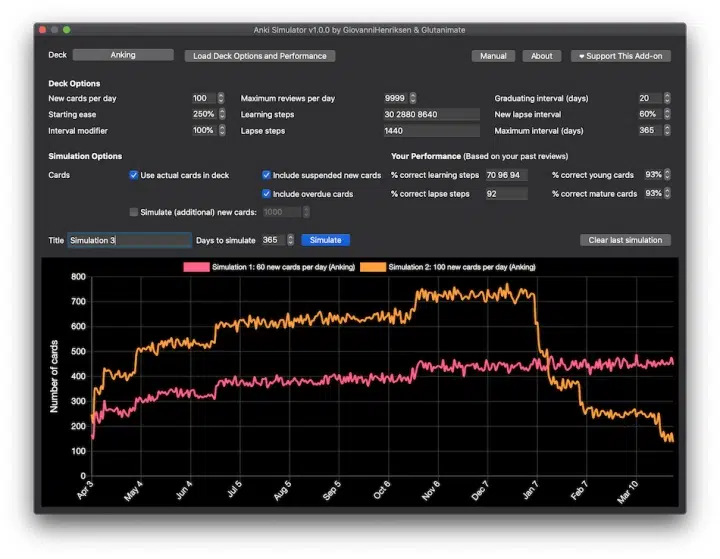 Anki Simulator v1.0.0 by GiovanniHenriksen & Glutanimate
Deck Anking Load Deck Options and Performance Manual About ♥ Support This Add-on
Deck Options
New cards per day 100 Maximum reviews per day 9999 Graduating interval (days) 20
Starting ease 250% Learning steps 30 2880 8640 New lapse interval 60%
Interval modifier 100% Lapse steps 1440 Maximum interval (days) 365
Simulation Options Your Performance (Based on your past reviews)
Cards Use actual cards in deck Include suspended new cards % correct learning steps 70 96 94 % correct young cards 93%
Include overdue cards % correct lapse steps 92 % correct mature cards 93%
Simulate (additional) new cards: 1000
Title Simulation 3 Days to simulate 365 Simulate Clear last simulation
Simulation 1: 60 new cards per day (Anking) Simulation 2: 100 new cards per day (Anking)
Number of cards
800
700
600
500
400
300
200
100
0
Apr 3 May 4 Jun 4 Jul 5 Aug 5 Sep 5 Oct 6 Nov 6 Dec 7 Jan 7 Feb 7 Mar 10